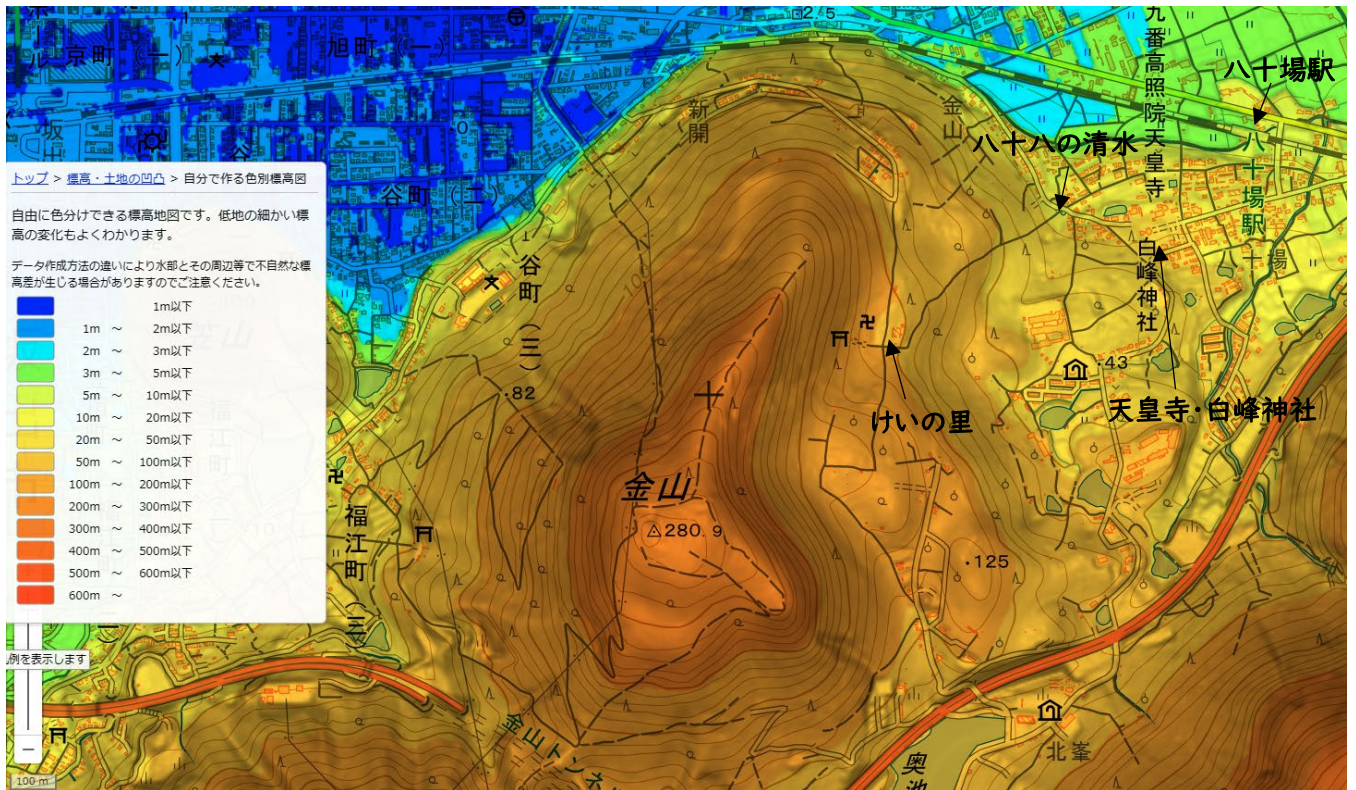 京町(一)
旭町(一)
2.5
九番高照院天皇寺
八十場駅
新開
金山
八十八の清水
0
谷町(二)
八十場駅
トップ > 標高・土地の凹凸 > 自分で作る色別標高図
自由に色分けできる標高地図です。低地の細かい標
高の変化もよくわかります。
データ作成方法の違いにより水部とその周辺等で不自然な標
高差が生じる場合がありますのでご注意ください。
1m以下
1m ~ 2m以下
2m ~ 3m以下
3m ~ 5m以下
5m ~ 10m以下
10m ~ 20m以下
20m ~ 50m以下
50m ~ 100m以下
100m ~ 200m以下
200m ~ 300m以下
300m ~ 400m以下
400m ~ 500m以下
500m ~ 600m以下
600m ~
谷町(三)
白峰神社
卍
・82
・43
けいの里
天皇寺・白峰神社
金山
280.9
卍
福江町(三)
・125
例を表示します
金山トンネ
北峯
奥池
100 m